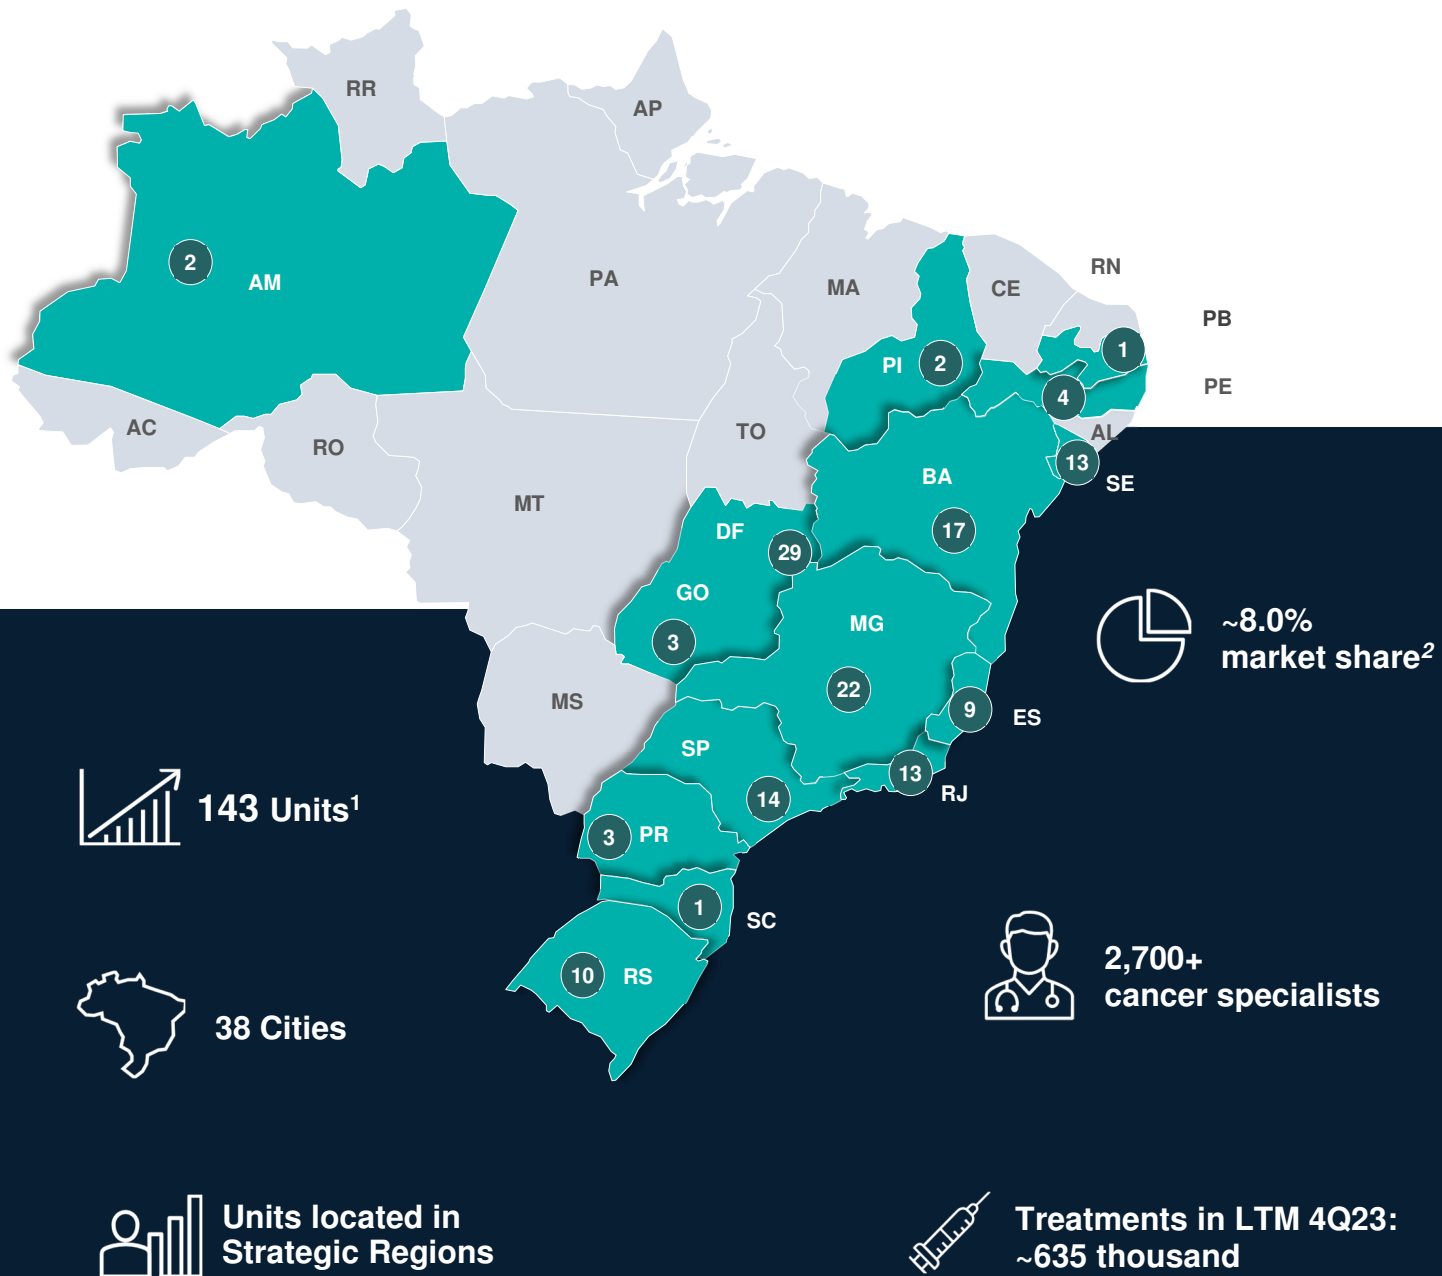 RR
AP
2
AM
PA
MA
CE
RN
PB
PI
2
1
PE
4
AC
RO
TO
AL
13
SE
BA
MT
DF
29
17
GO
3
MG
22
~8.0%
market share²
MS
9
ES
SP
13
RJ
14
143 Units¹
3
PR
1
SC
10
RS
2,700+
cancer specialists
38 Cities
Units located in
Strategic Regions
Treatments in LTM 4Q23:
~635 thousand